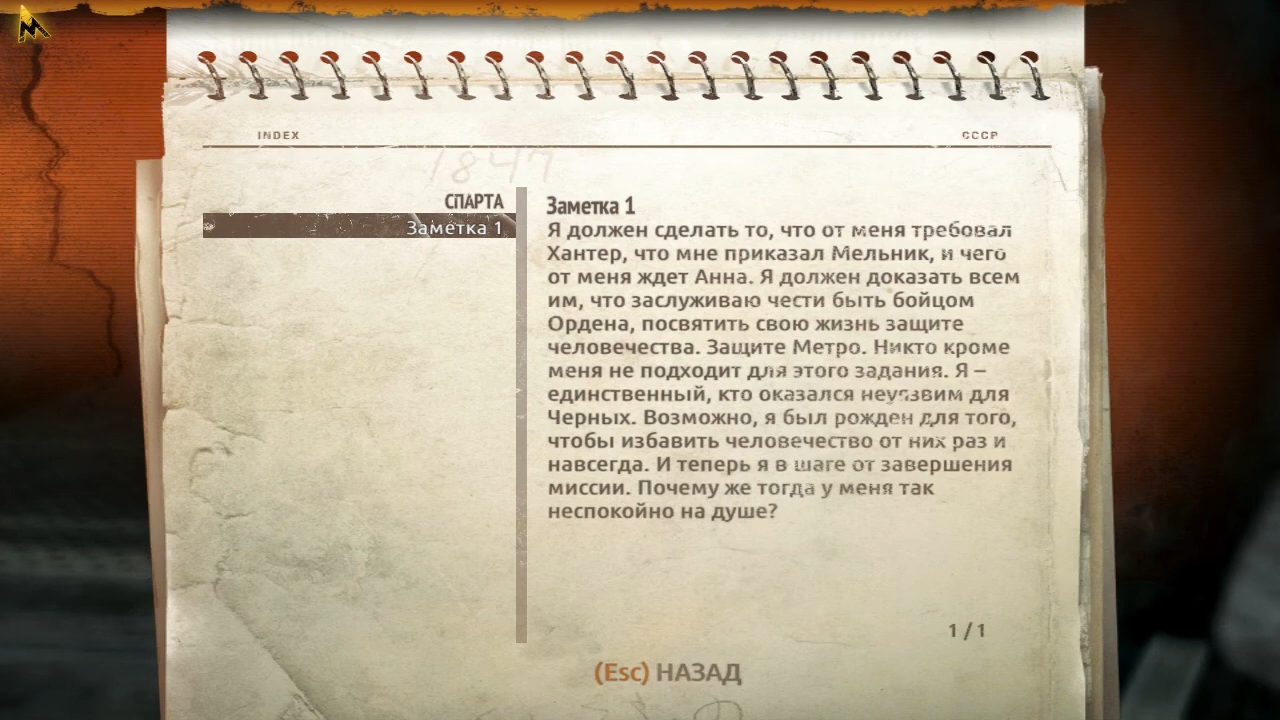 INDEX
СССР
1847
СПАРТА
Заметка 1
Заметка 1
Я должен сделать то, что от меня требовал
Хантер, что мне приказал Мельник, и чего
от меня ждет Анна. Я должен доказать всем
им, что заслуживаю чести быть бойцом
Ордена, посвятить свою жизнь защите
человечества. Защите Метро. Никто кроме
меня не подходит для этого задания. Я –
единственный, кто оказался неуязвим для
Черных. Возможно, я был рожден для того,
чтобы избавить человечество от них раз и
навсегда. И теперь я в шаге от завершения
миссии. Почему же тогда у меня так
неспокойно на душе?
1 / 1
(Esc) НАЗАД